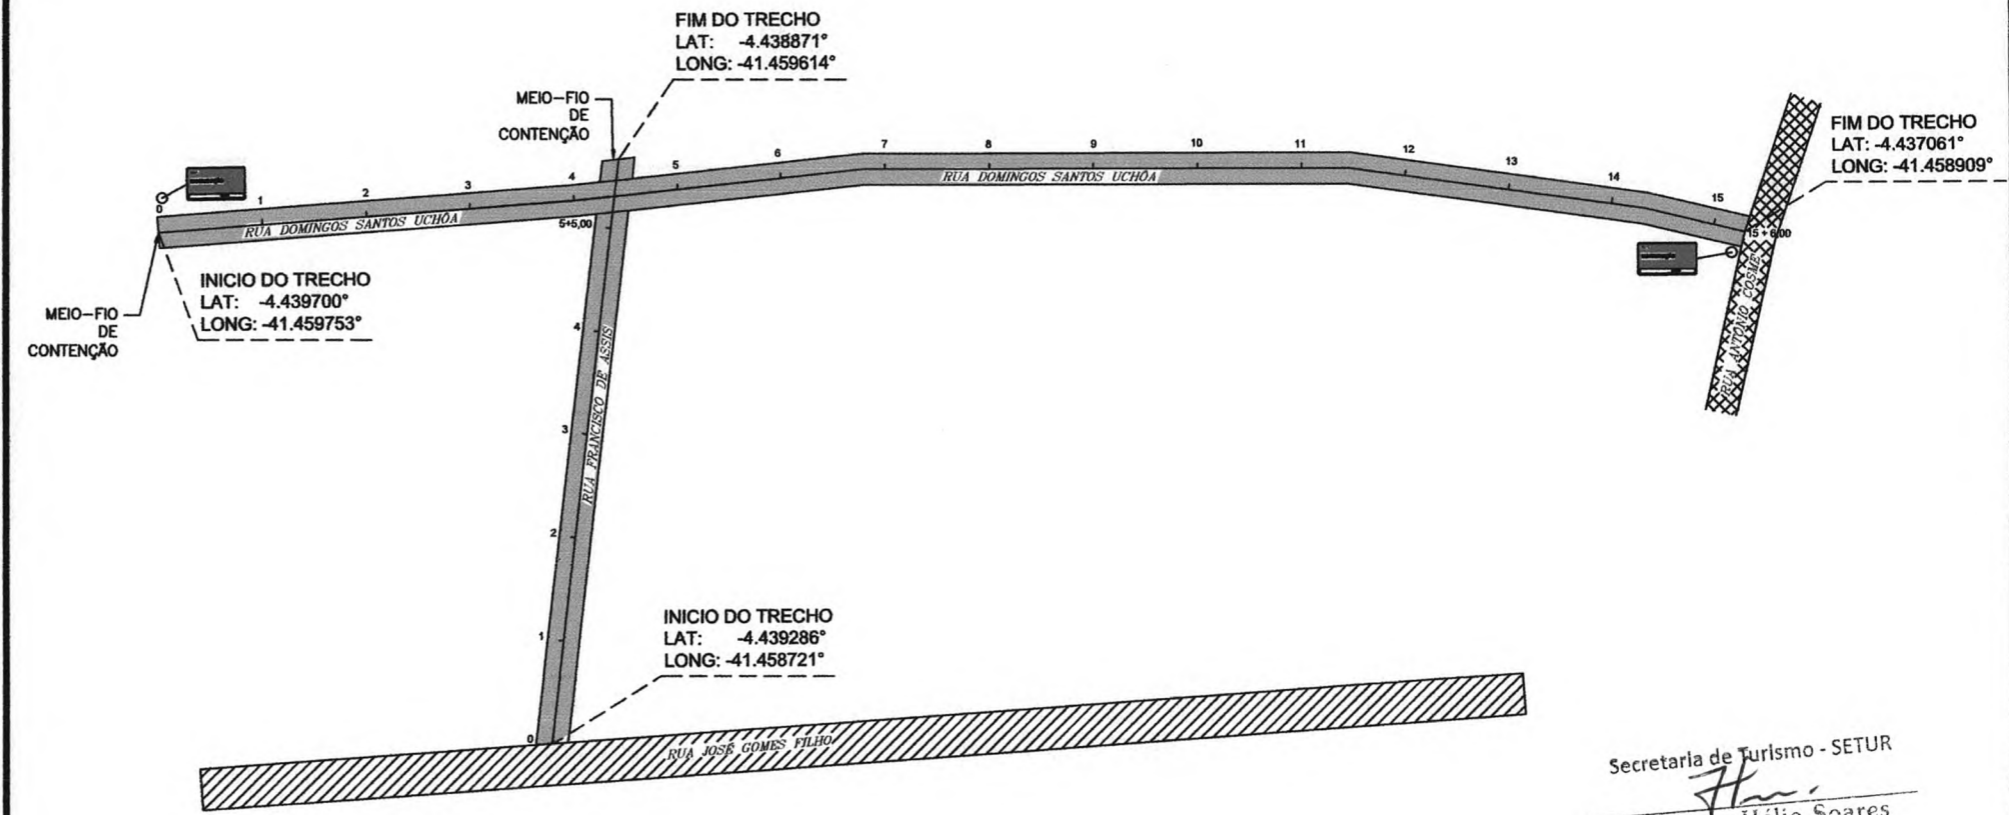 FIM DO TRECHO
LAT: -4.438871°
LONG: -41.459614°
MEIO-FIO
DE
CONTENÇÃO
FIM DO TRECHO
LAT: -4.437061°
LONG: -41.458909°
0 1 2 3 4 5 6 7 8 9 10 11 12 13 14 15
15 + 6,00
RUA DOMINGOS SANTOS UCHÔA
RUA DOMINGOS SANTOS UCHÔA
INICIO DO TRECHO
LAT: -4.439700°
LONG: -41.459753°
MEIO-FIO
DE
CONTENÇÃO
5+5,00
4
3
2
1
0
RUA FRANCISCO DE ASSIS
RUA ANTÔNIO COSME
INICIO DO TRECHO
LAT: -4.439286°
LONG: -41.458721°
RUA JOSÉ GOMES FILHO
Secretaria de Turismo - SETUR
Hélio Soares